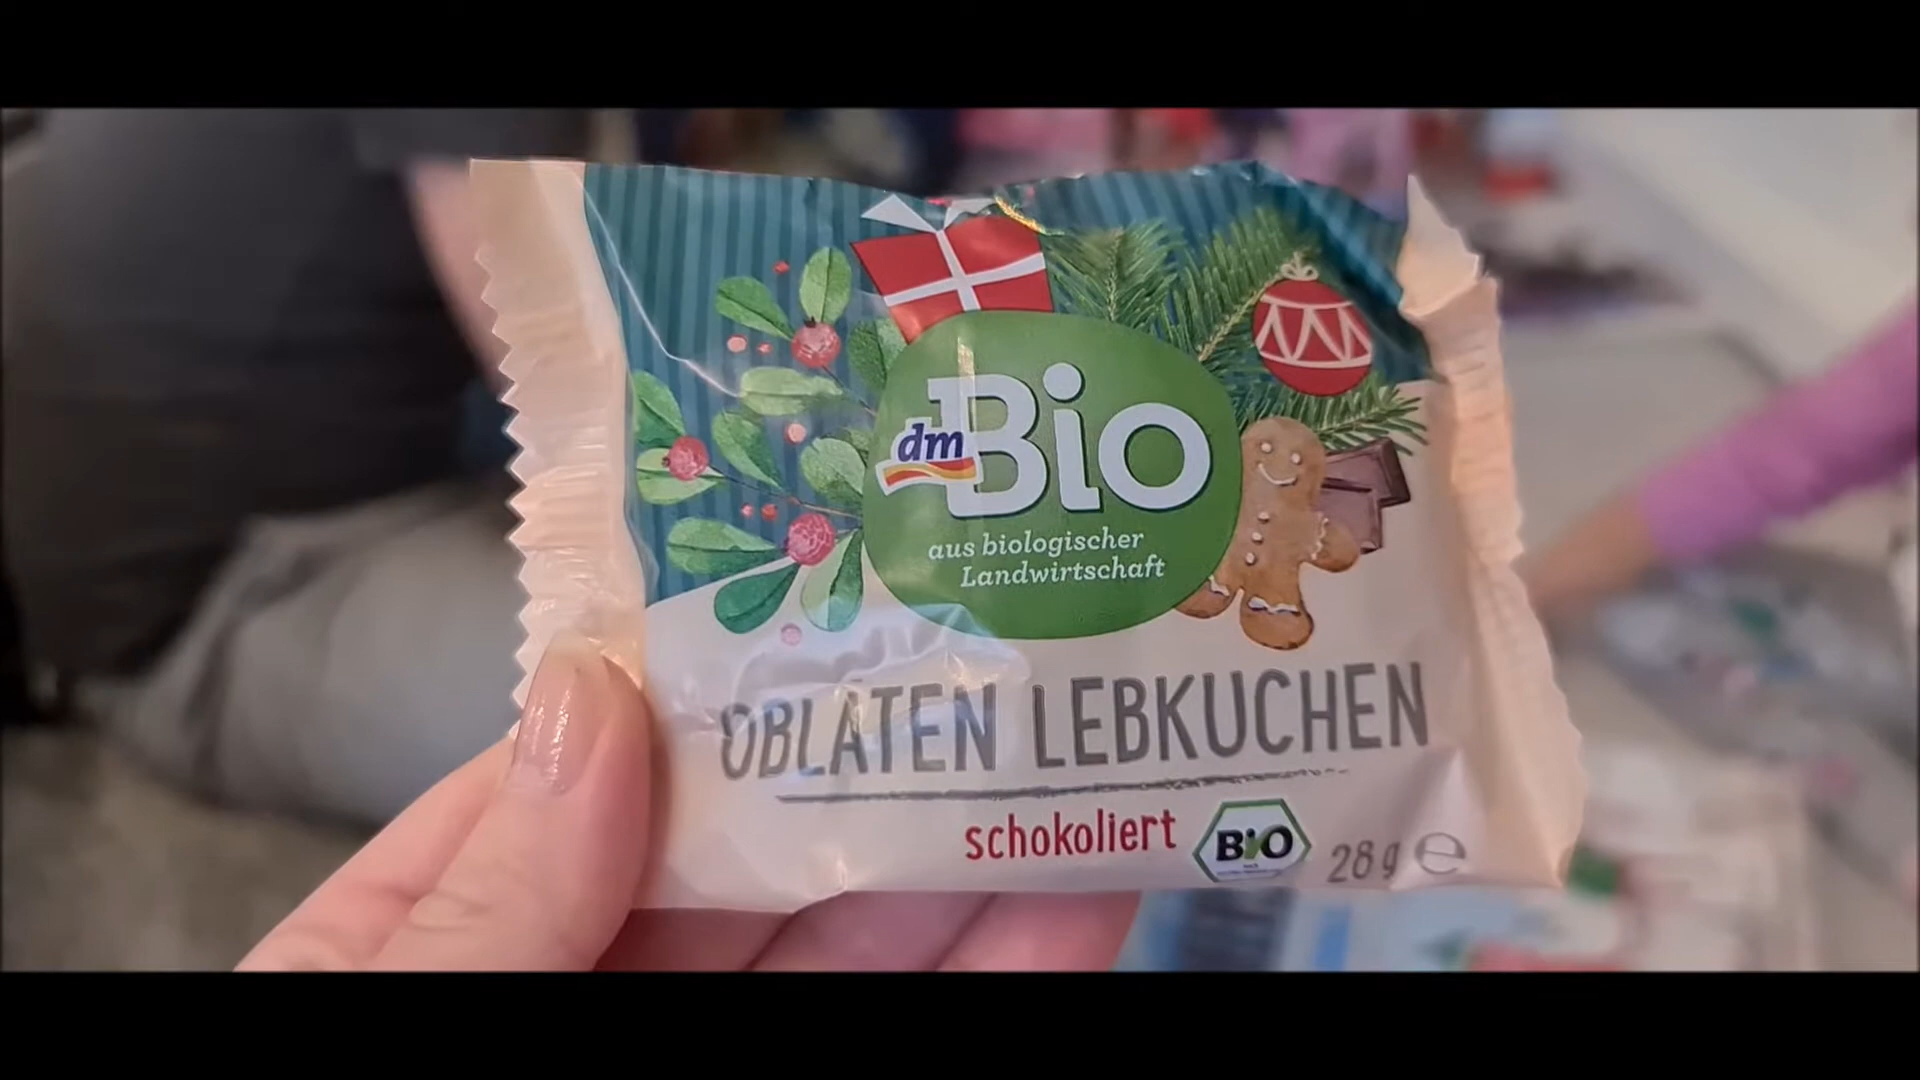 dm Bio
aus biologischer
Landwirtschaft
OBLATEN LEBKUCHEN
schokoliert
BiO
28 g e